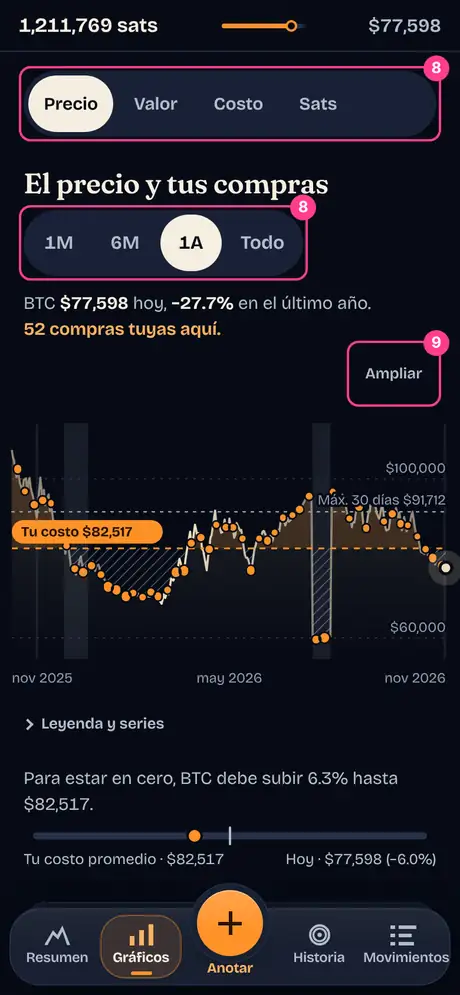 1,211,769 sats
$77,598
8
Precio Valor Costo Sats
El precio y tus compras
8
1M 6M 1A Todo
BTC $77,598 hoy, −27.7% en el último año.
52 compras tuyas aquí.
9
Ampliar
$100,000
Máx. 30 días $91,712
Tu costo $82,517
$60,000
nov 2025 may 2026 nov 2026
Leyenda y series
Para estar en cero, BTC debe subir 6.3% hasta
$82,517.
Tu costo promedio · $82,517 Hoy · $77,598 (−6.0%)
Resumen Gráficos Anotar Historia Movimientos